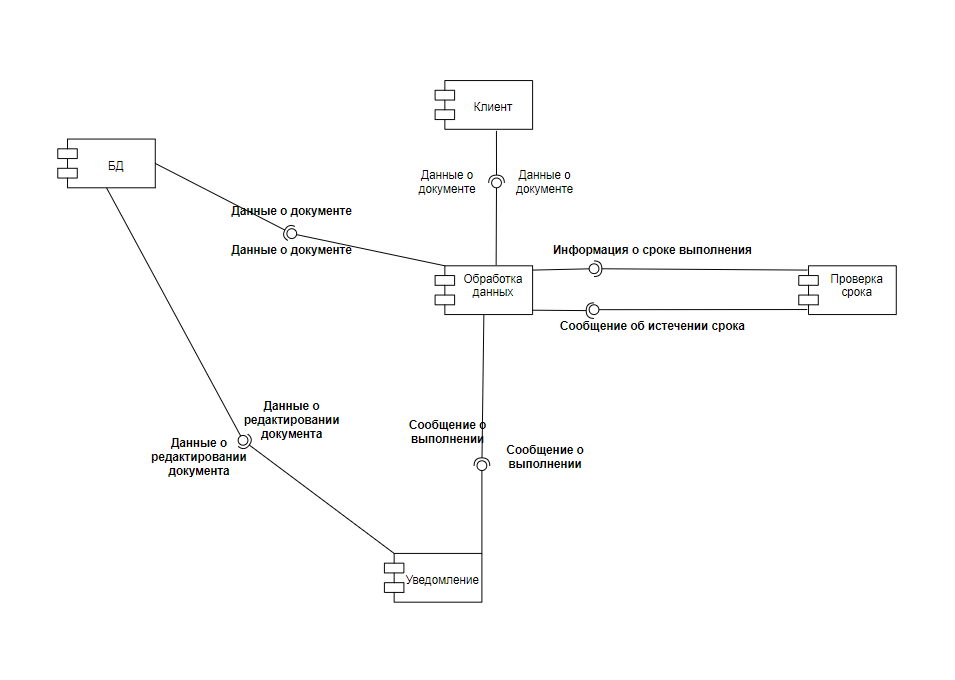 Клиент
БД
Данные о
документе
Данные о
документе
Данные о документе
Данные о документе
Информация о сроке выполнения
Обработка
данных
Проверка
срока
Сообщение об истечении срока
Данные о
редактировании
документа
Данные о
редактировании
документа
Сообщение о
выполнении
Сообщение о
выполнении
Уведомление